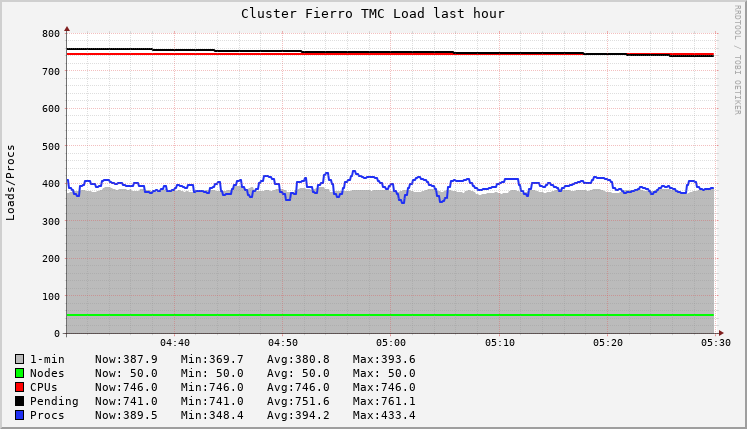 Cluster Fierro TMC Load last hour
RRDTOOL / TOBI OETIKER
Loads/Procs
800
700
600
500
400
300
200
100
0
04:40 04:50 05:00 05:10 05:20 05:30
1-min Now:387.9 Min:369.7 Avg:380.8 Max:393.6
Nodes Now: 50.0 Min: 50.0 Avg: 50.0 Max: 50.0
CPUs Now:746.0 Min:746.0 Avg:746.0 Max:746.0
Pending Now:741.0 Min:741.0 Avg:751.6 Max:761.1
Procs Now:389.5 Min:348.4 Avg:394.2 Max:433.4